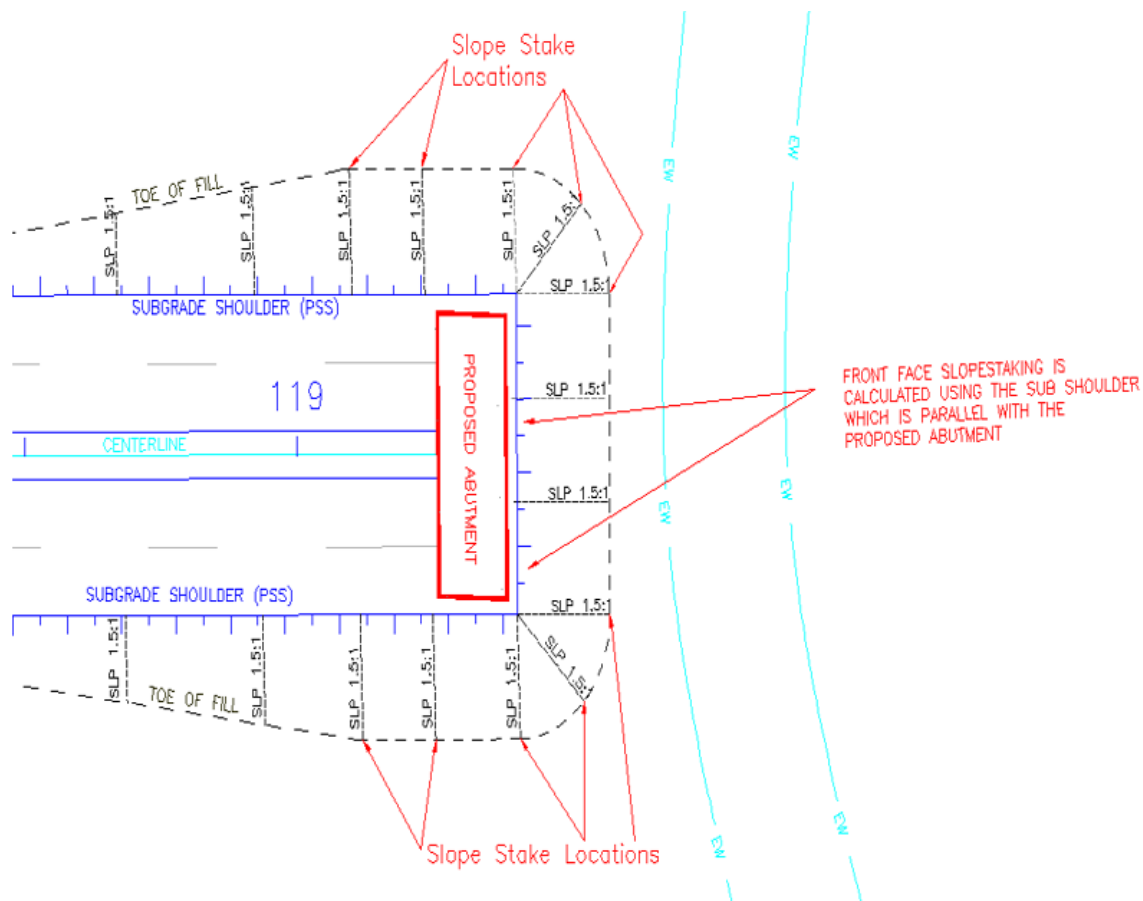 Slope Stake
Locations
EW
EW
TOE OF FILL
SLP 1.5:1
SLP 1.5:1
SLP 1.5:1
SLP 1.5:1
SLP 1.5:1
SLP 1.5:1
SLP 1.5:1
SUBGRADE SHOULDER (PSS)
119
PROPOSED ABUTMENT
SLP 1.5:1
FRONT FACE SLOPESTAKING IS
CALCULATED USING THE SUB SHOULDER
WHICH IS PARALLEL WITH THE
PROPOSED ABUTMENT
CENTERLINE
SLP 1.5:1
EW
EW
SUBGRADE SHOULDER (PSS)
SLP 1.5:1
SLP 1.5:1
SLP 1.5:1
SLP 1.5:1
SLP 1.5:1
SLP 1.5:1
SLP 1.5:1
TOE OF FILL
EW
EW
Slope Stake Locations